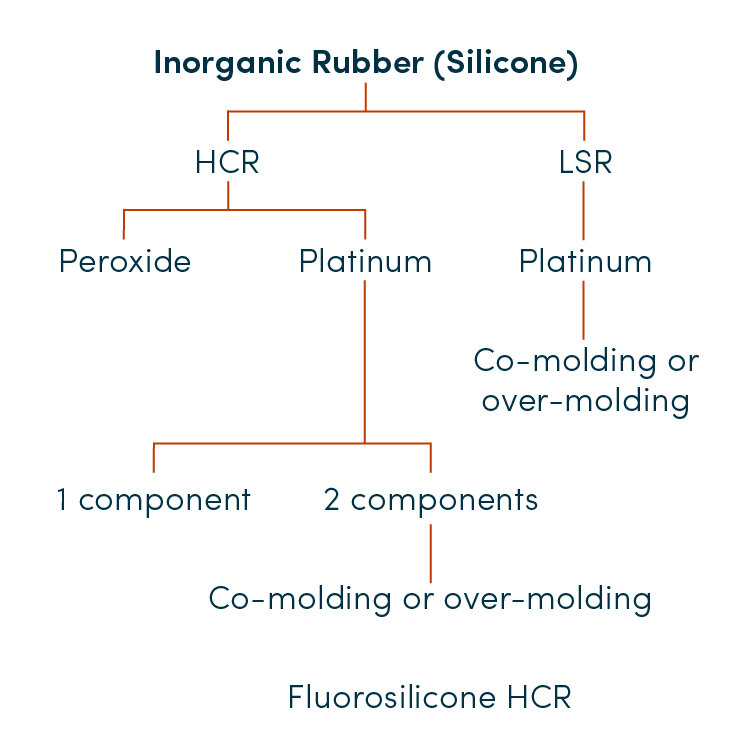 Inorganic Rubber (Silicone)
HCR
LSR
Peroxide
Platinum
Platinum
Co-molding or
over-molding
1 component
2 components
Co-molding or over-molding
Fluorosilicone HCR